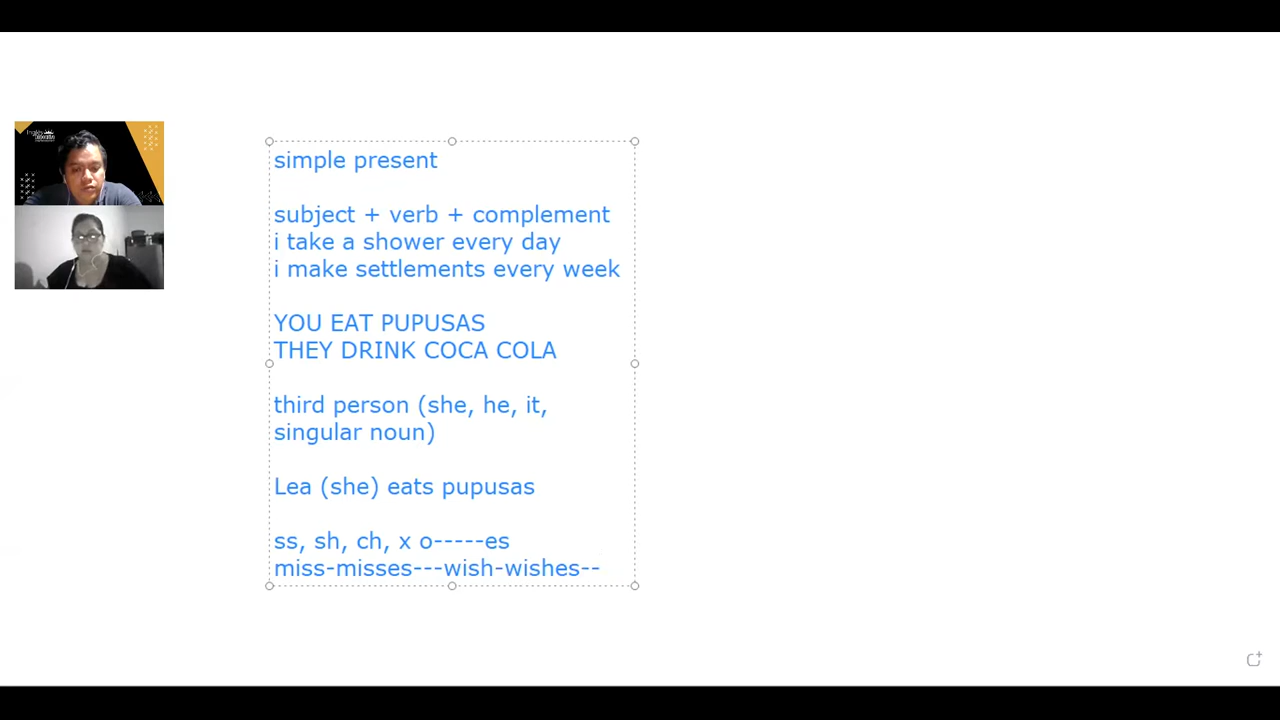 simple present
subject + verb + complement
i take a shower every day
i make settlements every week
YOU EAT PUPUSAS
THEY DRINK COCA COLA
third person (she, he, it,
singular noun)
Lea (she) eats pupusas
ss, sh, ch, x o-----es
miss-misses---wish-wishes--